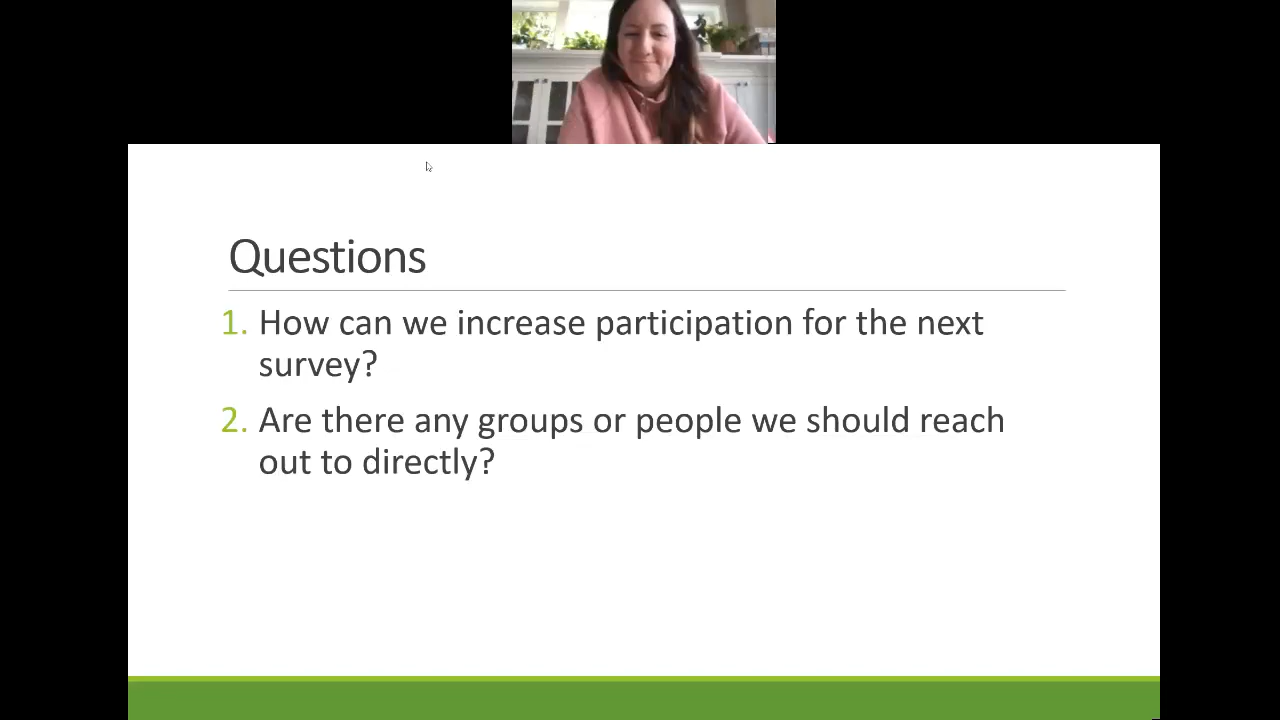 Questions
1. How can we increase participation for the next
survey?
2. Are there any groups or people we should reach
out to directly?